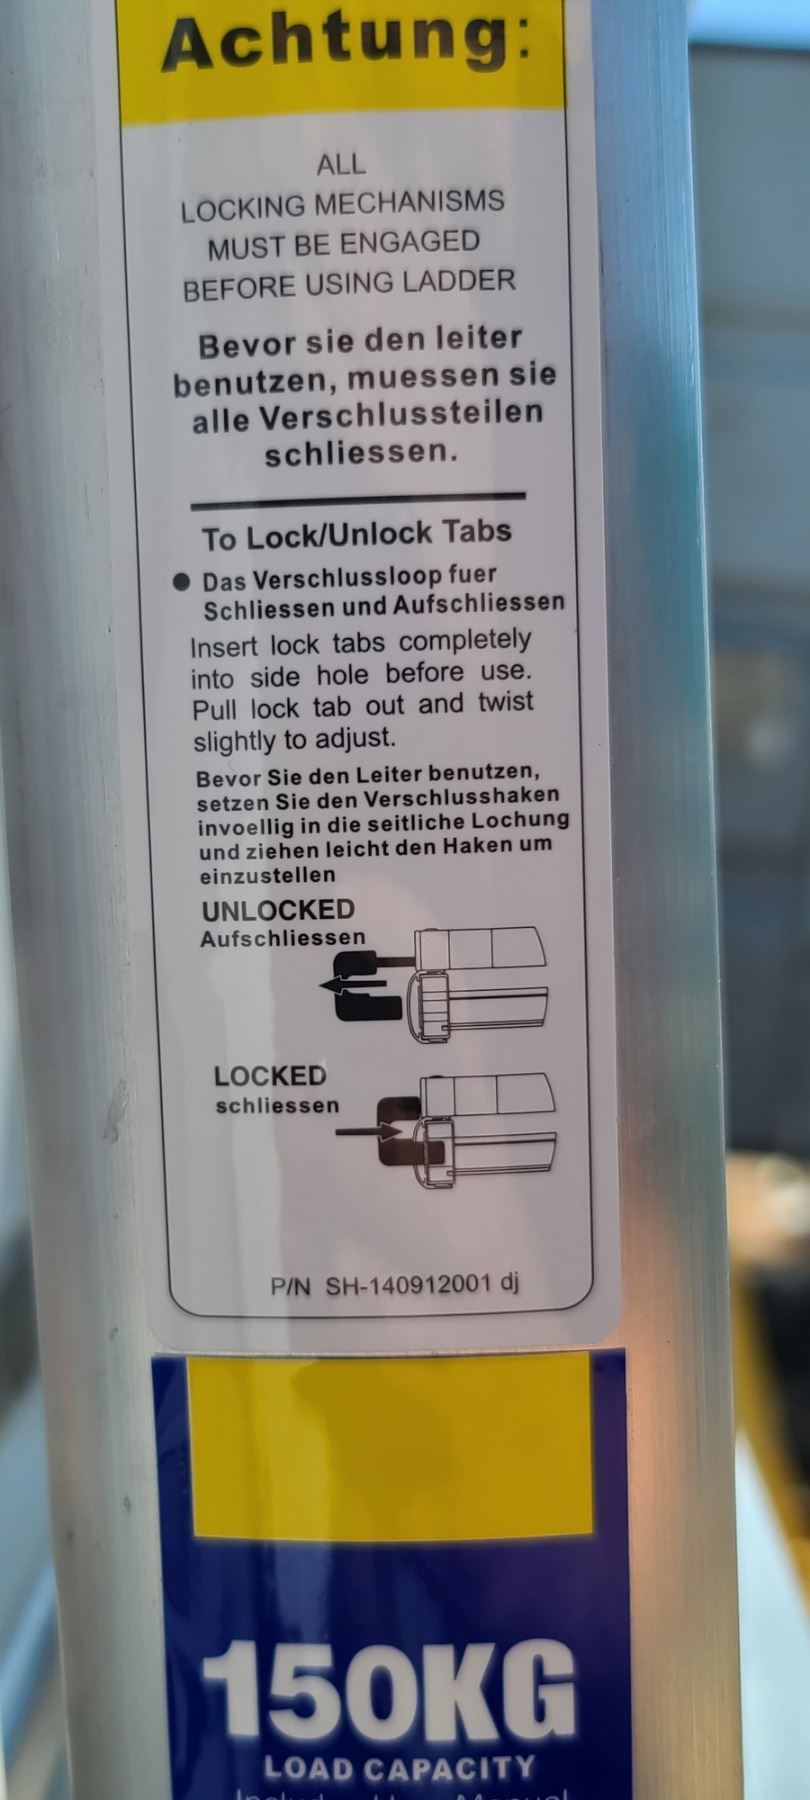 Achtung:
ALL
LOCKING MECHANISMS
MUST BE ENGAGED
BEFORE USING LADDER
Bevor sie den leiter
benutzen, muessen sie
alle Verschlussteilen
schliessen.
To Lock/Unlock Tabs
● Das Verschlussloop fuer
Schliessen und Aufschliessen
Insert lock tabs completely
into side hole before use.
Pull lock tab out and twist
slightly to adjust.
Bevor Sie den Leiter benutzen,
setzen Sie den Verschlusshaken
invoellig in die seitliche Lochung
und ziehen leicht den Haken um
einzustellen
UNLOCKED
Aufschliessen
LOCKED
schliessen
P/N SH-140912001 dj
150KG
LOAD CAPACITY